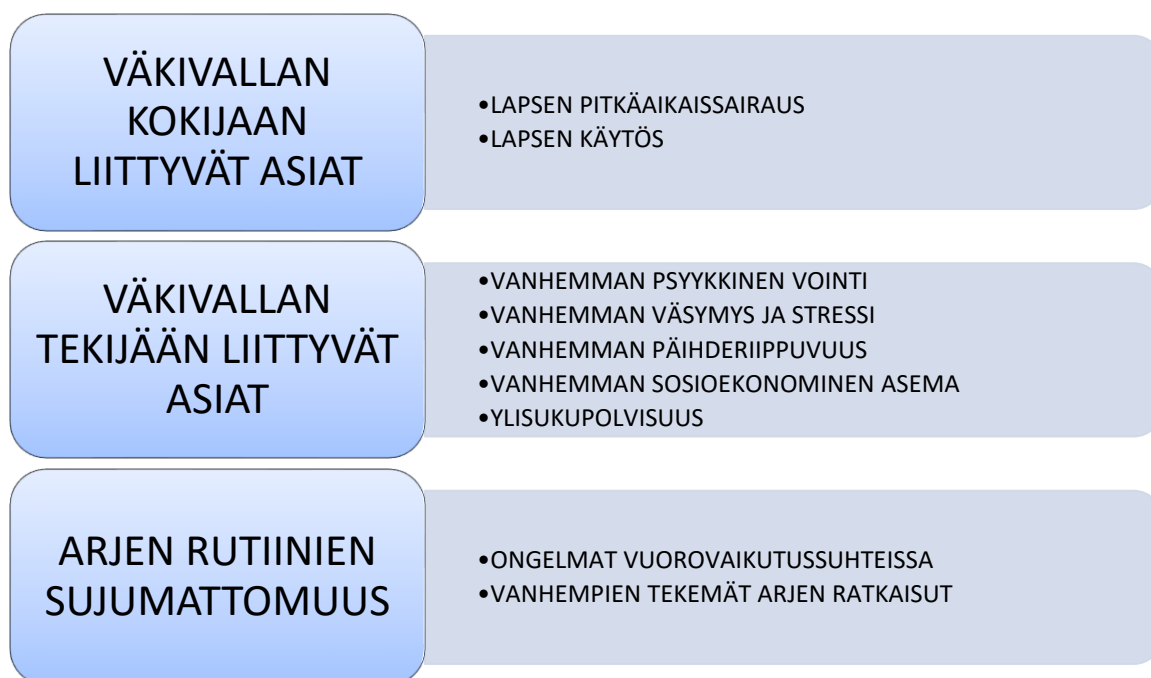 VÄKIVALLAN
KOKIJAAN
LIITTYVÄT ASIAT
•LAPSEN PITKÄAIKAISSAIRAUS
•LAPSEN KÄYTÖS
VÄKIVALLAN
TEKIJÄÄN LIITTYVÄT
ASIAT
•VANHEMMAN PSYYKKINEN VOINTI
•VANHEMMAN VÄSYMYS JA STRESSI
•VANHEMMAN PÄIHDERIIPPUVUUS
•VANHEMMAN SOSIOEKONOMINEN ASEMA
•YLISUKUPOLVISUUS
ARJEN RUTIINIEN
SUJUMATTOMUUS
•ONGELMAT VUOROVAIKUTUSSUHTEISSA
•VANHEMPIEN TEKEMÄT ARJEN RATKAISUT